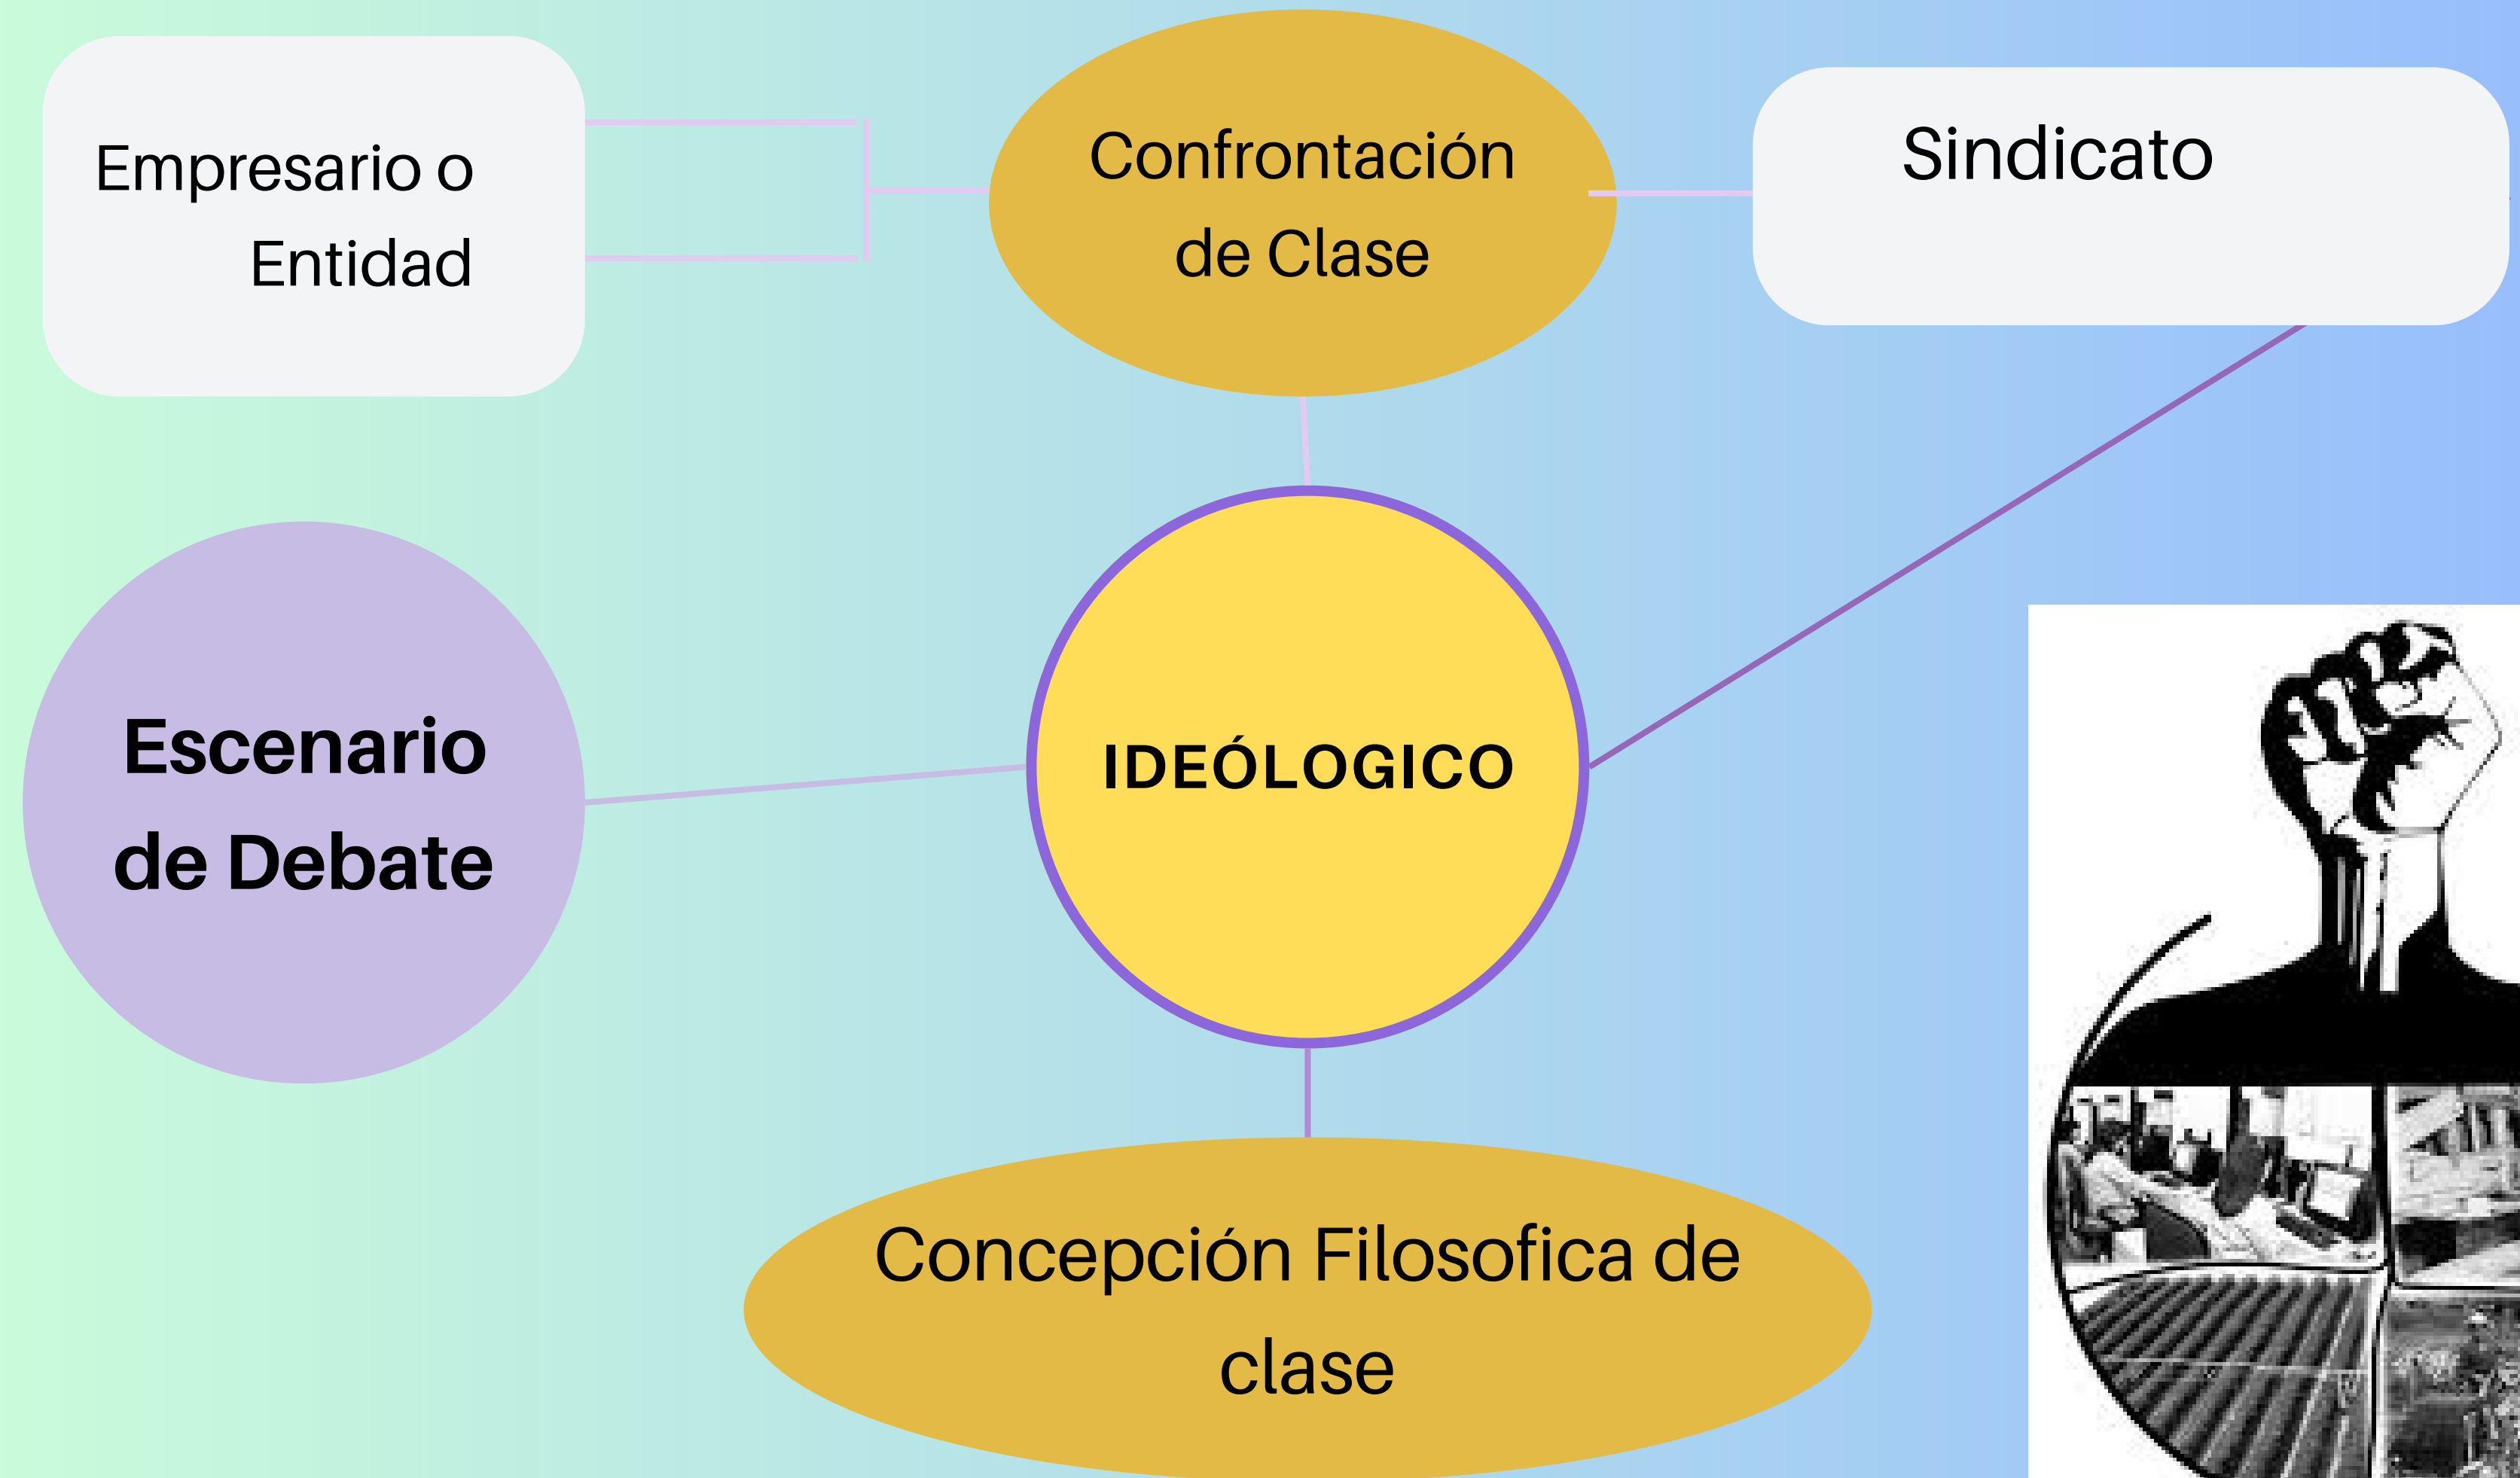 Empresario o
Entidad
Confrontación
de Clase
Sindicato
Escenario
de Debate
IDEÓLOGICO
Concepción Filosofica de
clase